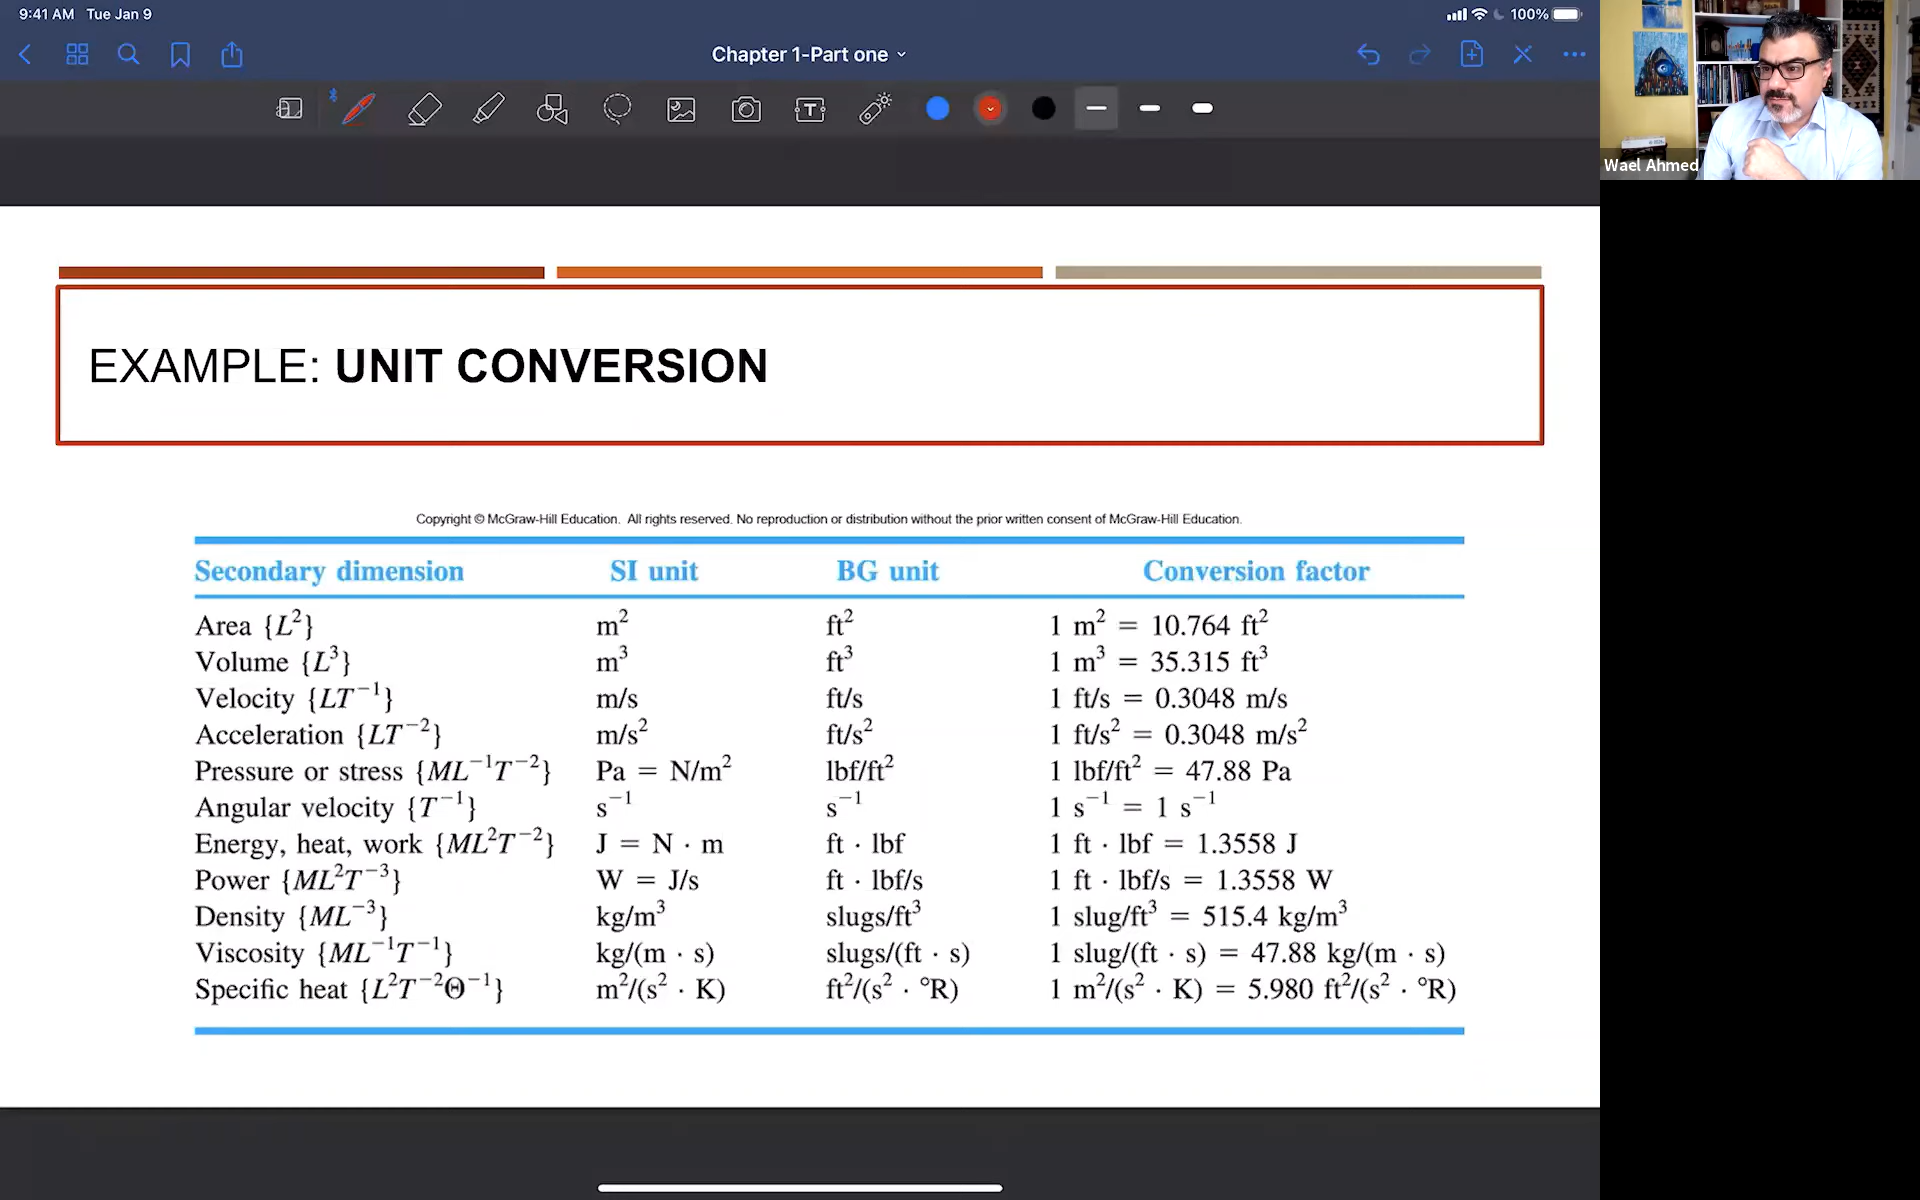 9:41 AM Tue Jan 9
100%
Chapter 1-Part one
Wael Ahmed
EXAMPLE: UNIT CONVERSION
Copyright © McGraw-Hill Education. All rights reserved. No reproduction or distribution without the prior written consent of McGraw-Hill Education.
Secondary dimension SI unit BG unit Conversion factor
Area {L²} m² ft² 1 m² = 10.764 ft²
Volume {L³} m³ ft³ 1 m³ = 35.315 ft³
Velocity {LT⁻¹} m/s ft/s 1 ft/s = 0.3048 m/s
Acceleration {LT⁻²} m/s² ft/s² 1 ft/s² = 0.3048 m/s²
Pressure or stress {ML⁻¹T⁻²} Pa = N/m² lbf/ft² 1 lbf/ft² = 47.88 Pa
Angular velocity {T⁻¹} s⁻¹ s⁻¹ 1 s⁻¹ = 1 s⁻¹
Energy, heat, work {ML²T⁻²} J = N · m ft · lbf 1 ft · lbf = 1.3558 J
Power {ML²T⁻³} W = J/s ft · lbf/s 1 ft · lbf/s = 1.3558 W
Density {ML⁻³} kg/m³ slugs/ft³ 1 slug/ft³ = 515.4 kg/m³
Viscosity {ML⁻¹T⁻¹} kg/(m · s) slugs/(ft · s) 1 slug/(ft · s) = 47.88 kg/(m · s)
Specific heat {L²T⁻²Θ⁻¹} m²/(s² · K) ft²/(s² · °R) 1 m²/(s² · K) = 5.980 ft²/(s² · °R)